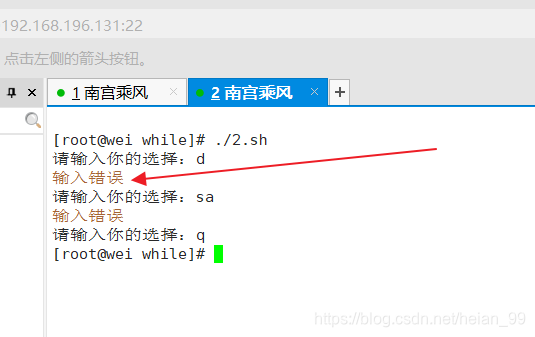 192.168.196.131:22
点击左侧的箭头按钮。
1 南宫乘风
2 南宫乘风
[root@wei while]# ./2.sh
请输入你的选择：d
输入错误
请输入你的选择：sa
输入错误
请输入你的选择：q
[root@wei while]#
https://blog.csdn.net/heian_99